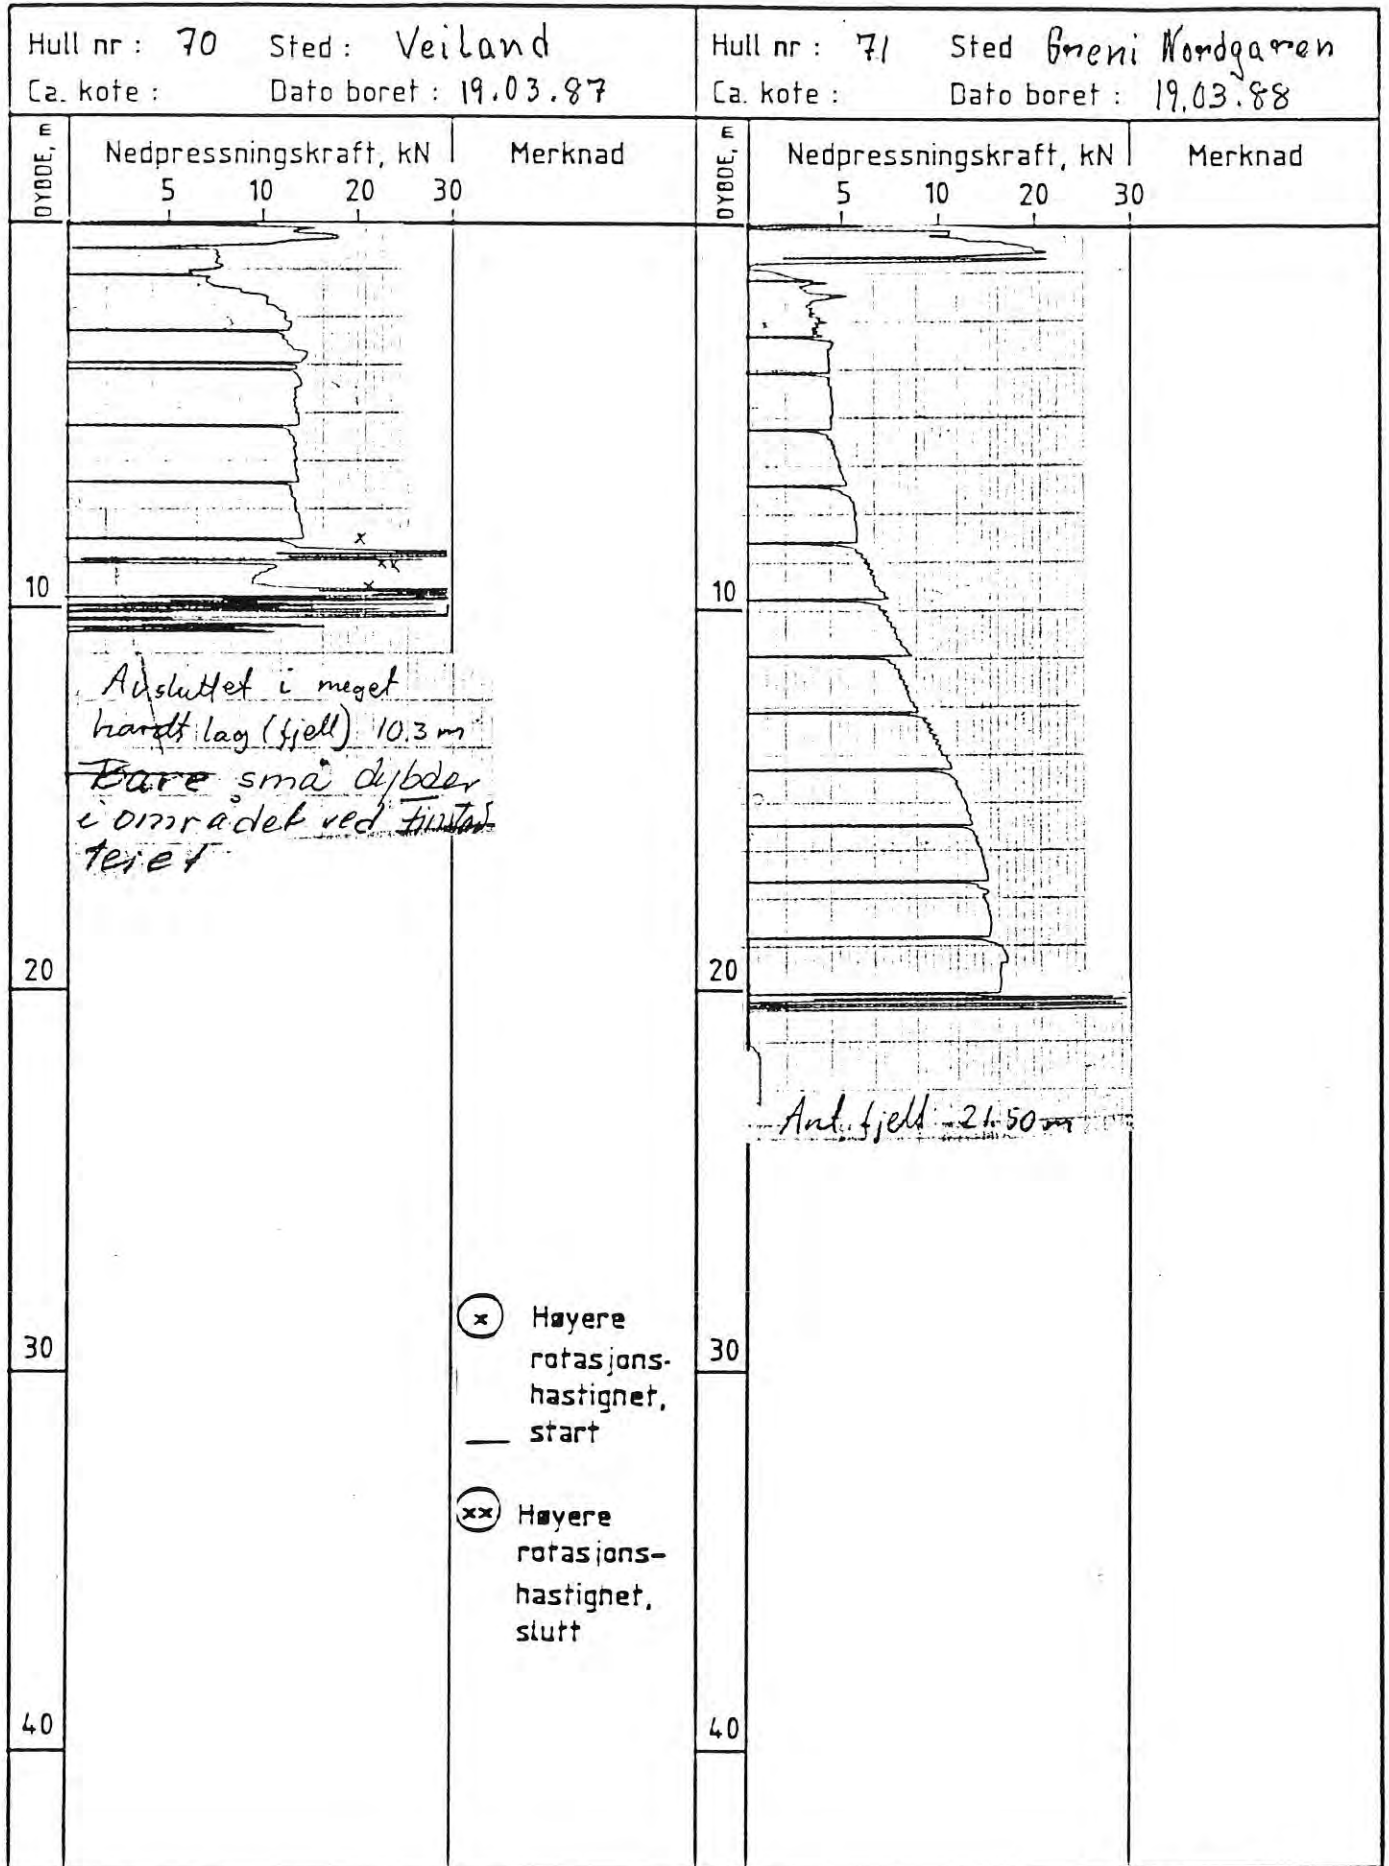 Hull nr : 70 Sted : Veiland
Ca. kote : Dato boret : 19.03.87
DYBDE, m
Nedpressningskraft, kN
Merknad
5 10 20 30
x
xx
x
10
Avsluttet i meget
hardt lag (fjell) 10.3 m
Bare små dybder
i området ved
teiet
20
30
40
x Høyere
rotasjons-
hastignet,
start
xx Høyere
rotasjons-
hastignet,
slutt
Hull nr : 71 Sted Greni Nordgaren
Ca. kote : Dato boret : 19.03.88
DYBDE, m
Nedpressningskraft, kN
Merknad
5 10 20 30
10
20
Ant. fjell 21.50 m
30
40